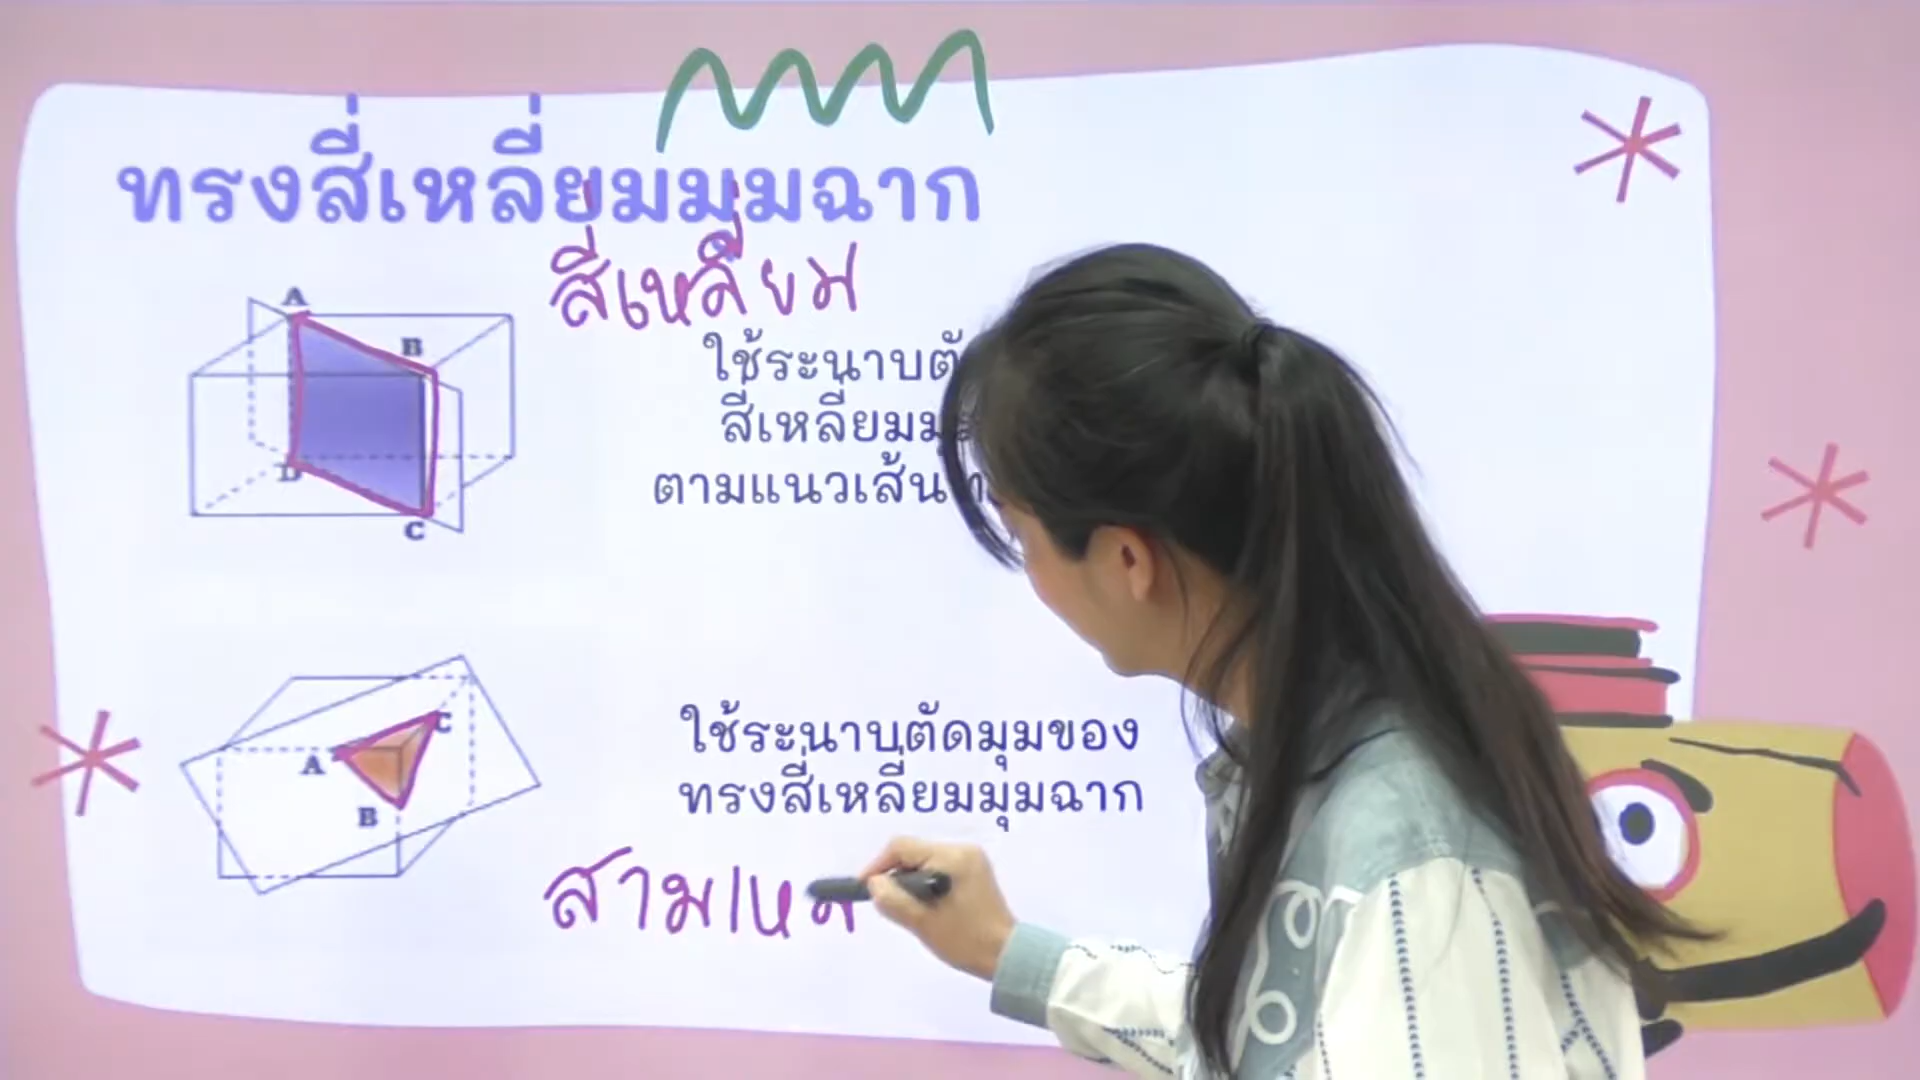 ทรงสี่เหลี่ยมมุมฉาก
สี่เหลี่ยม
A
B
D
C
ใช้ระนาบตั
สี่เหลี่ยมมุ
ตามแนวเส้น
C
A
B
ใช้ระนาบตัดมุมของ
ทรงสี่เหลี่ยมมุมฉาก
สามเห